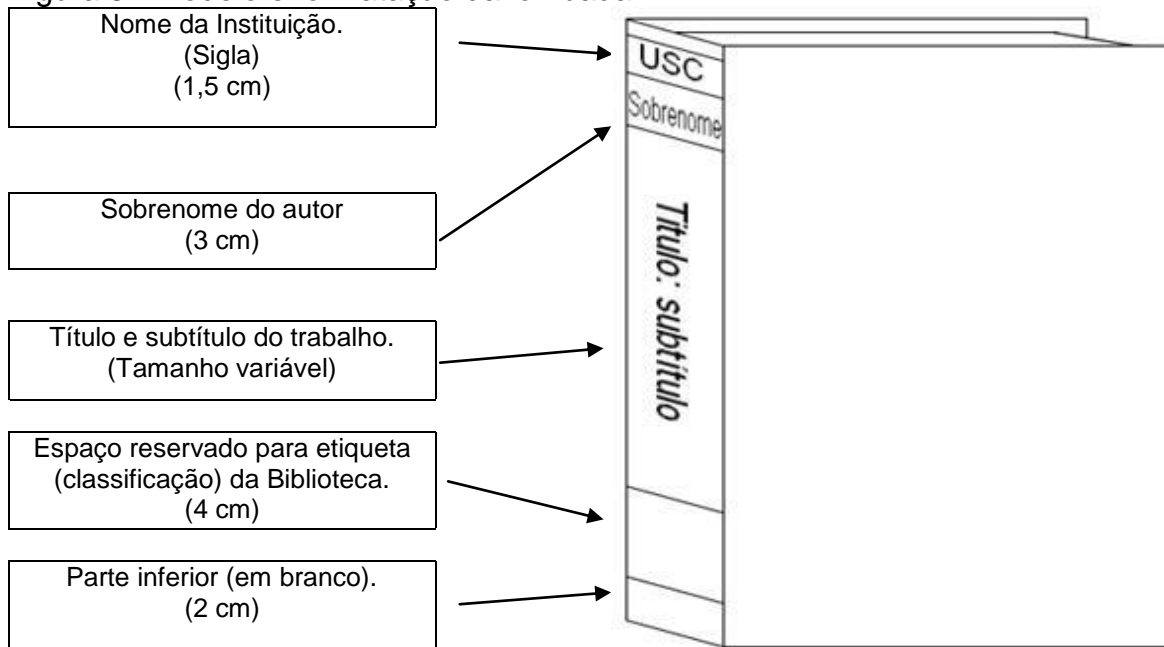 Nome da Instituição.
(Sigla)
(1,5 cm)
Sobrenome do autor
(3 cm)
Título e subtítulo do trabalho.
(Tamanho variável)
Espaço reservado para etiqueta
(classificação) da Biblioteca.
(4 cm)
Parte inferior (em branco).
(2 cm)
USC
Sobrenome
Título: subtítulo